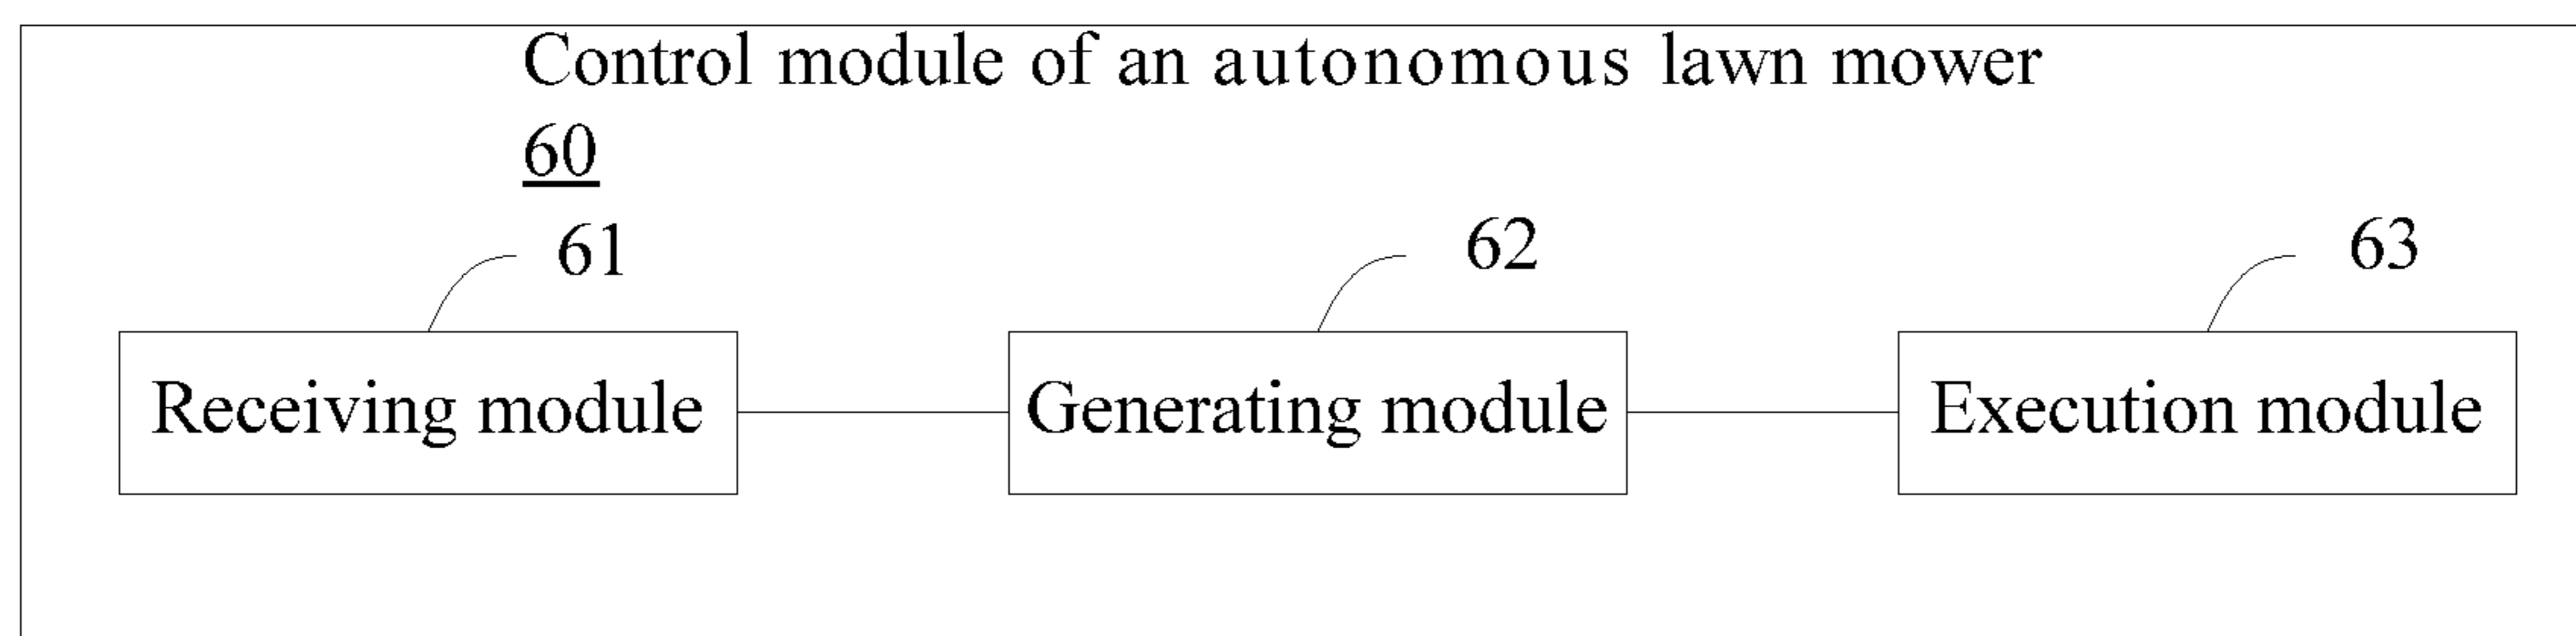 Control module of an autonomous lawn mower
60
61
62
63
Receiving module
Generating module
Execution module